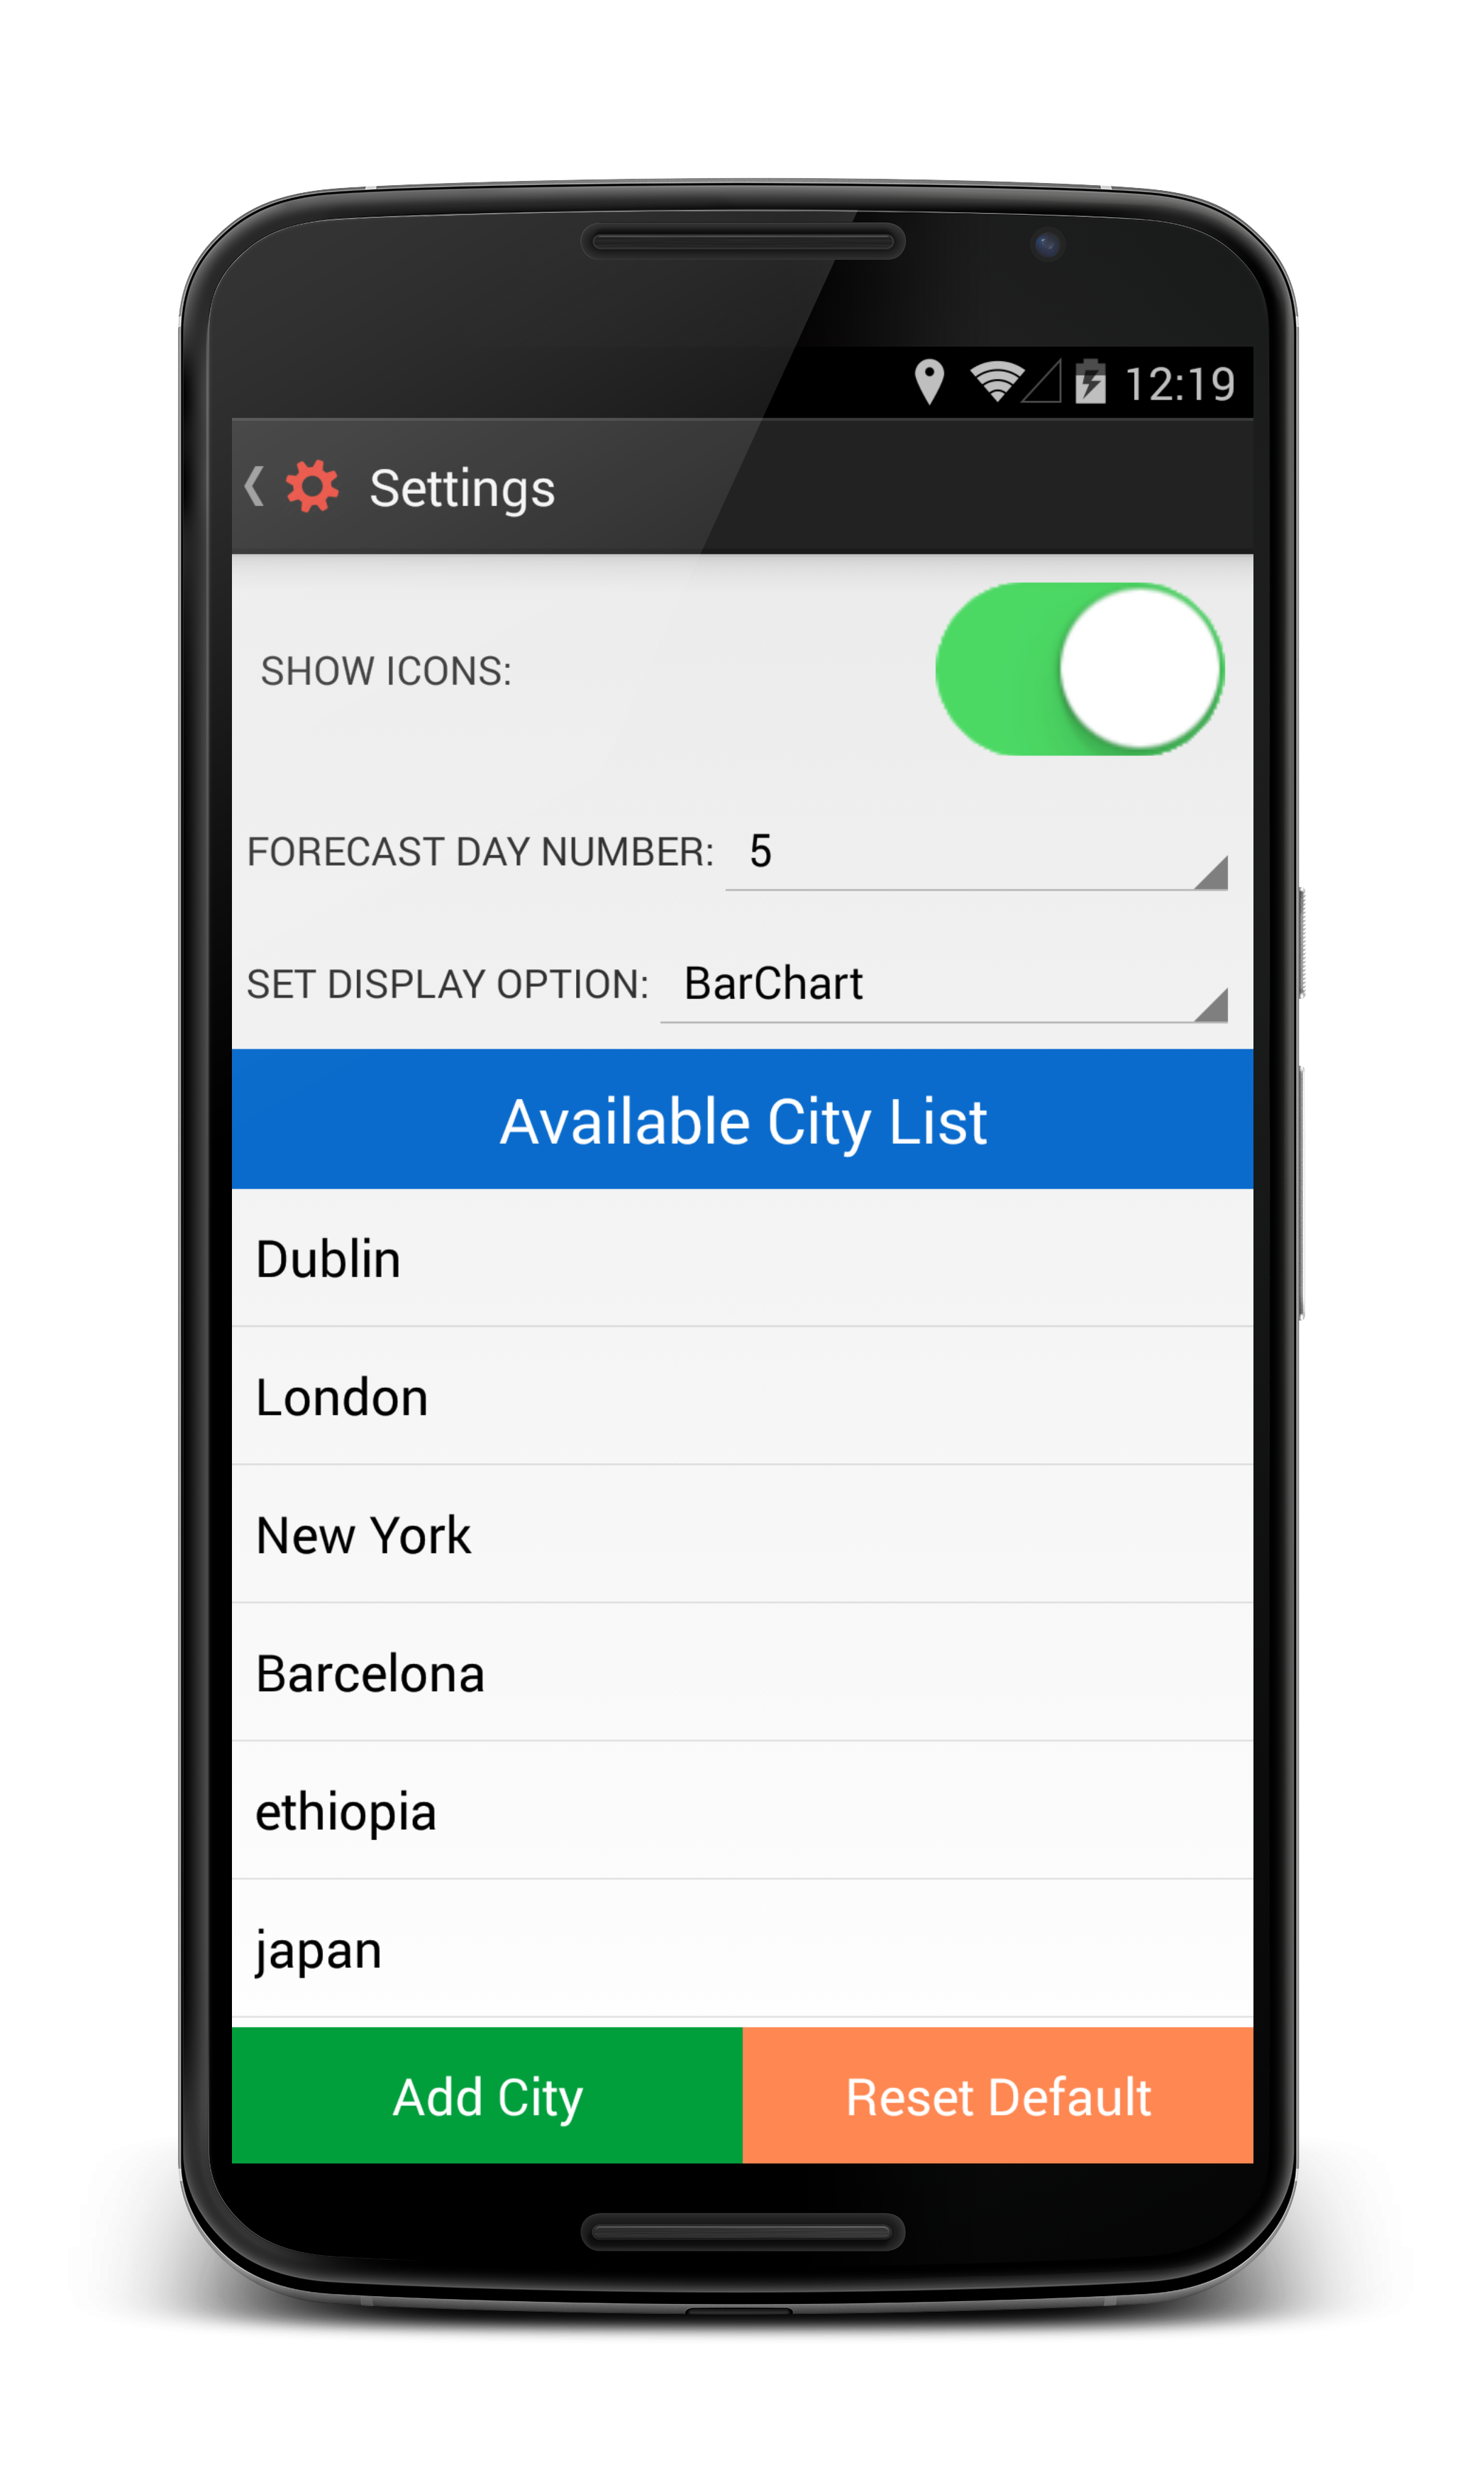 12:19
Settings
SHOW ICONS:
FORECAST DAY NUMBER: 5
SET DISPLAY OPTION: BarChart
Available City List
Dublin
London
New York
Barcelona
ethiopia
japan
Add City Reset Default